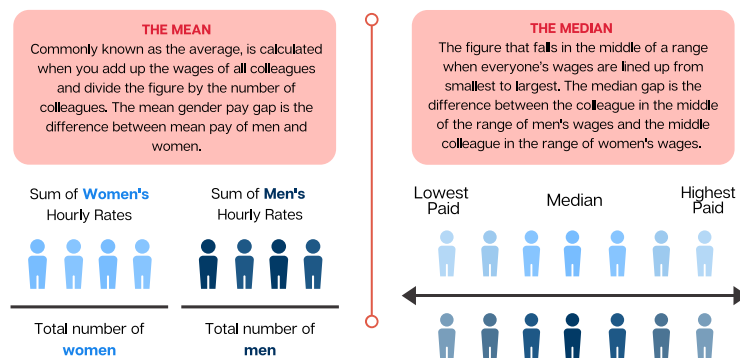 THE MEAN
Commonly known as the average, is calculated
when you add up the wages of all colleagues
and divide the figure by the number of
colleagues. The mean gender pay gap is the
difference between mean pay of men and
women.
Sum of Women's
Hourly Rates
Sum of Men's
Hourly Rates
Total number of
women
Total number of
men
THE MEDIAN
The figure that falls in the middle of a range
when everyone's wages are lined up from
smallest to largest. The median gap is the
difference between the colleague in the middle
of the range of men's wages and the middle
colleague in the range of women's wages.
Lowest
Paid
Median
Highest
Paid